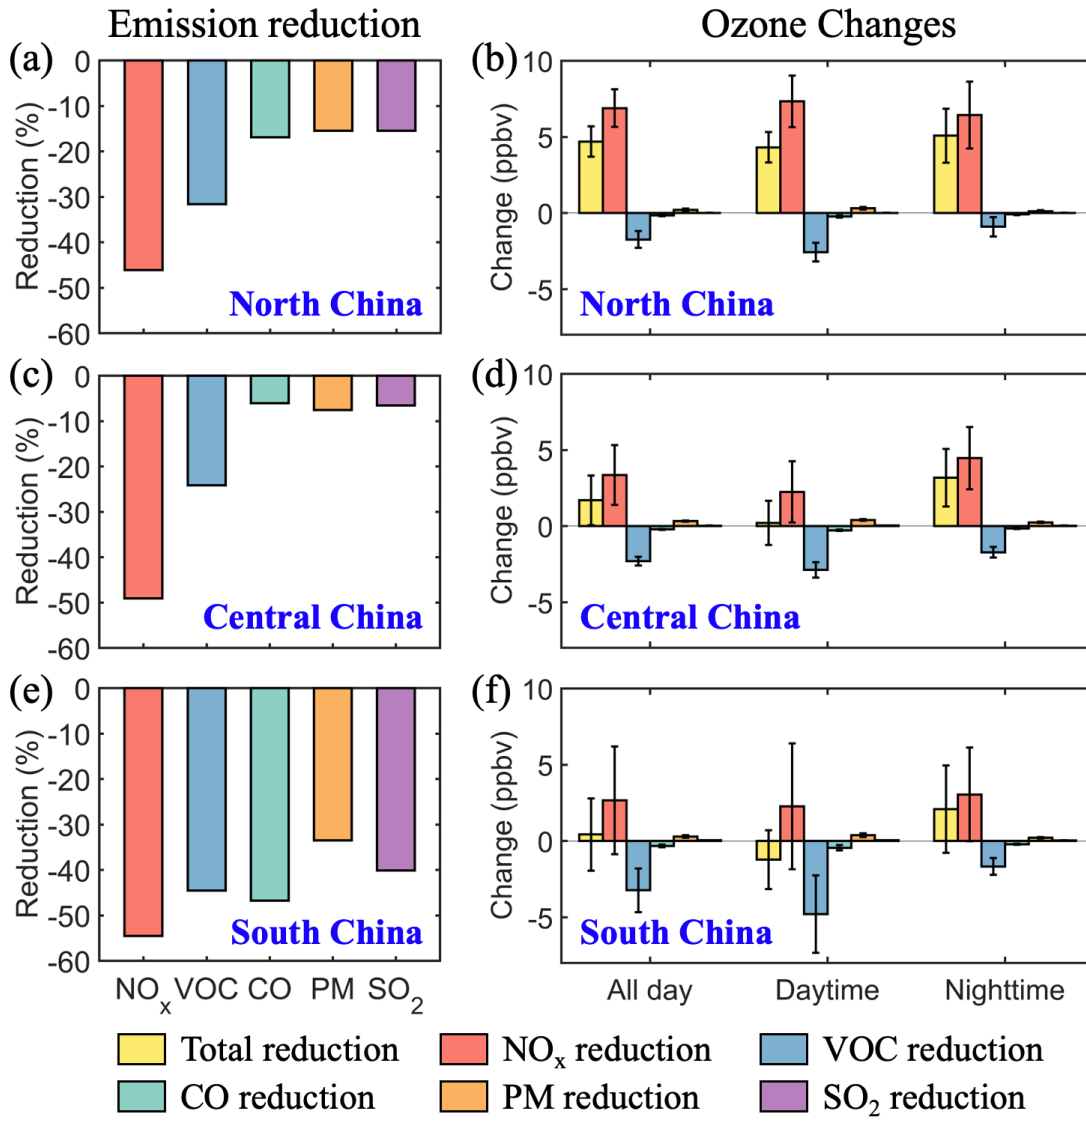 Emission reduction
Ozone Changes
(a)
0
-10
-20
-30
-40
-50
-60
Reduction (%)
North China
(b)
10
5
0
-5
Change (ppbv)
North China
(c)
0
-10
-20
-30
-40
-50
-60
Reduction (%)
Central China
(d)
10
5
0
-5
Change (ppbv)
Central China
(e)
0
-10
-20
-30
-40
-50
-60
Reduction (%)
South China
(f)
10
5
0
-5
Change (ppbv)
South China
NOx VOC CO PM SO2
All day Daytime Nighttime
Total reduction NOx reduction VOC reduction
CO reduction PM reduction SO2 reduction